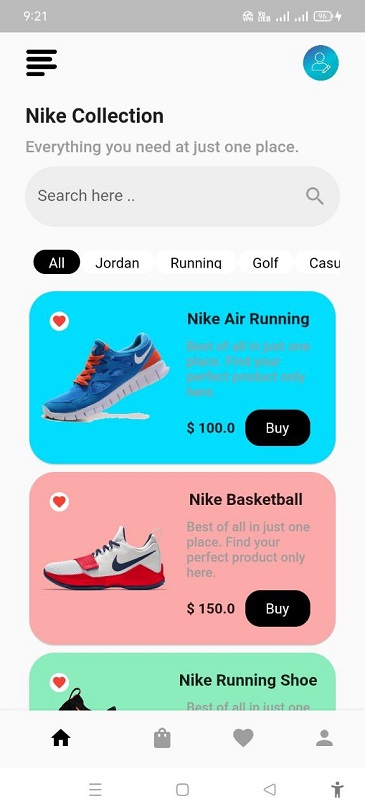 9:21
Yo
LTE B
96
Nike Collection
Everything you need at just one place.
Search here ..
All Jordan Running Golf Casu
Nike Air Running
Best of all in just one
place. Find your
perfect product only
here.
$ 100.0 Buy
Nike Basketball
Best of all in just one
place. Find your
perfect product only
here.
$ 150.0 Buy
Nike Running Shoe
Best of all in just one